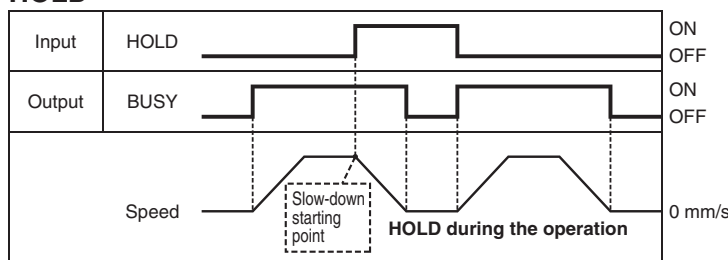 HOLD
Input HOLD ON
OFF
Output BUSY ON
OFF
Slow-down
starting
point
Speed 0 mm/s
HOLD during the operation